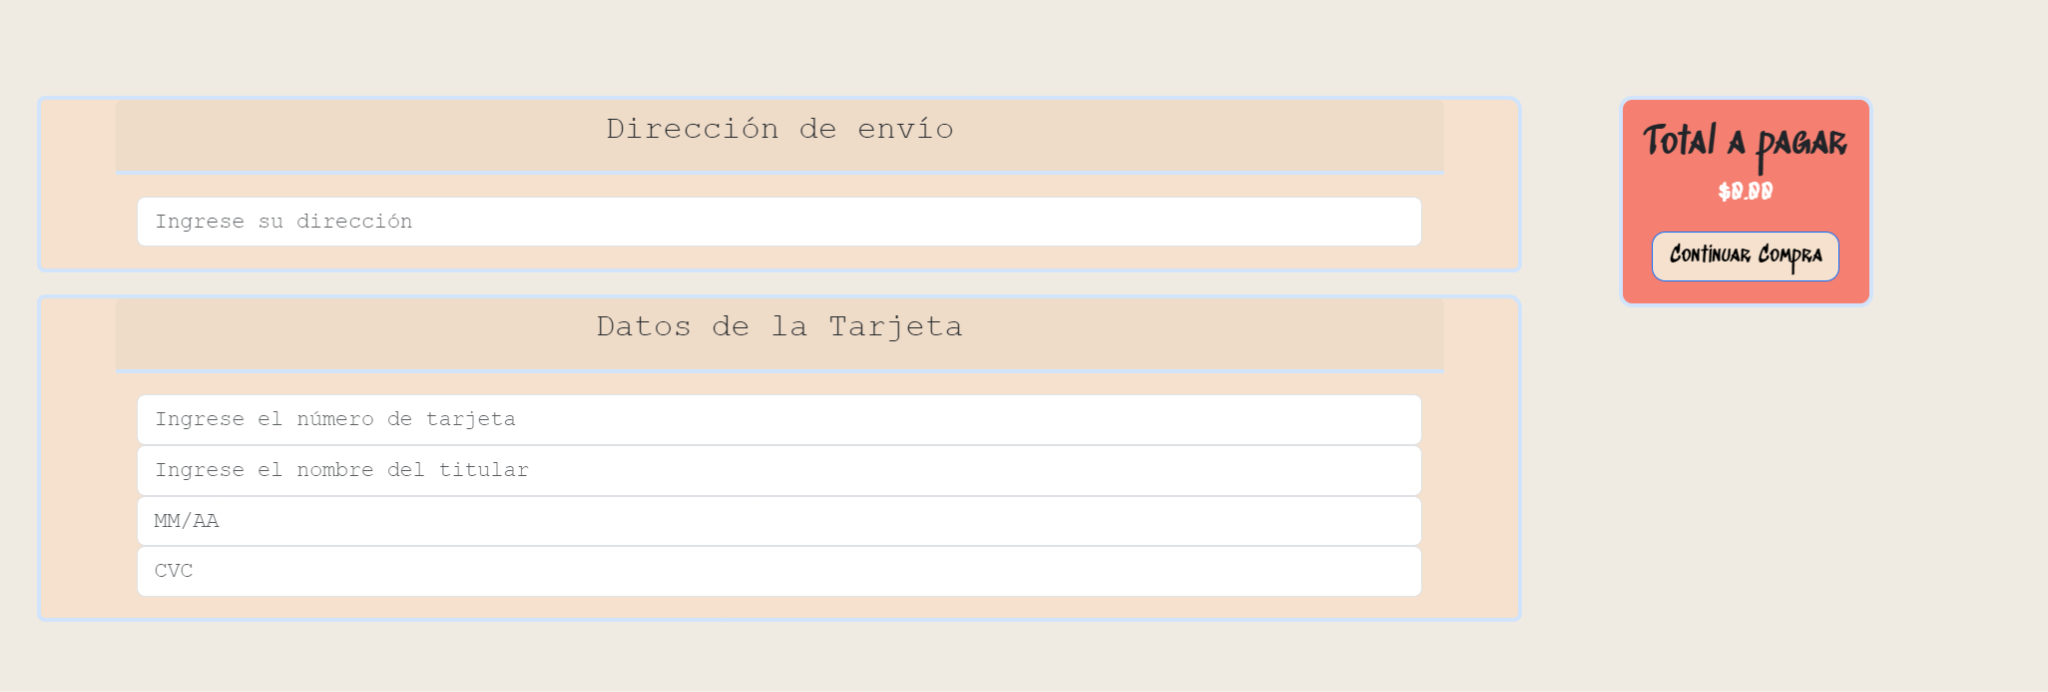 Dirección de envío
Ingrese su dirección
Datos de la Tarjeta
Ingrese el número de tarjeta
Ingrese el nombre del titular
MM/AA
CVC
Total a pagar
$0.00
Continuar Compra